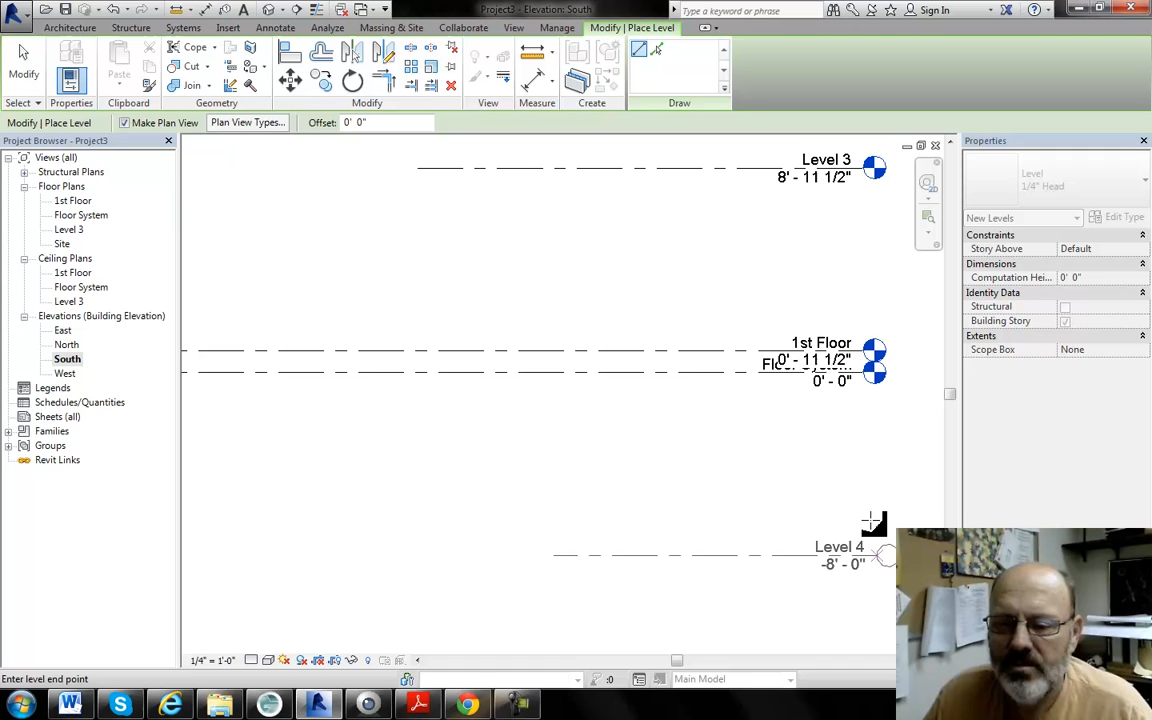 Project3 - Elevation: South
Type a keyword or phrase
Sign In
Architecture Structure Systems Insert Annotate Analyze Massing & Site Collaborate View Manage Modify | Place Level
Modify
Paste
Cope
Cut
Join
Select Properties Clipboard Geometry Modify View Measure Create Draw
Modify | Place Level Make Plan View Plan View Types... Offset: 0' 0"
Project Browser - Project3
Views (all)
Structural Plans
Floor Plans
1st Floor
Floor System
Level 3
Site
Ceiling Plans
1st Floor
Floor System
Level 3
Elevations (Building Elevation)
East
North
South
West
Legends
Schedules/Quantities
Sheets (all)
Families
Groups
Revit Links
Level 3
8' - 11 1/2"
1st Floor
0' - 11 1/2"
0' - 0"
Level 4
-8' - 0"
2D
Properties
Level
1/4" Head
New Levels Edit Type
Constraints
Story Above Default
Dimensions
Computation Hei... 0' 0"
Identity Data
Structural
Building Story
Extents
Scope Box None
1/4" = 1'-0"
Enter level end point
:0
Main Model